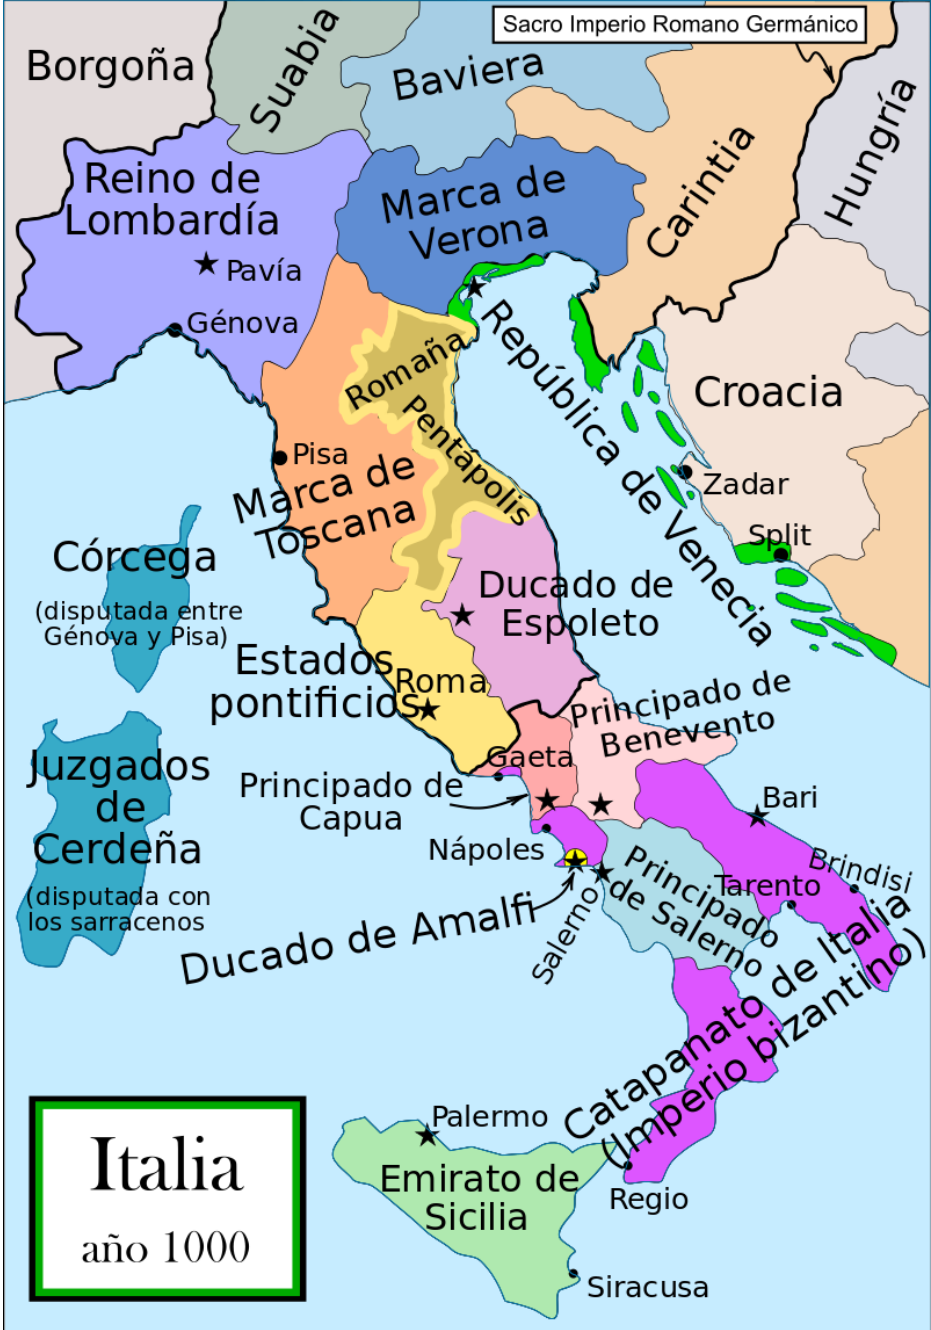 Sacro Imperio Romano Germánico
Borgoña
Suabia
Baviera
Carintia
Hungría
Reino de
Lombardía
Pavía
Génova
Marca de
Verona
República de Venecia
Romaña
Pentápolis
Croacia
Pisa
Marca de
Toscana
Zadar
Split
Córcega
(disputada entre
Génova y Pisa)
Ducado de
Espoleto
Estados
pontificios
Roma
Principado de
Benevento
Gaeta
Juzgados
de
Cerdeña
(disputada con
los sarracenos
Principado de
Capua
Nápoles
Bari
Brindisi
Tarento
Principado
de Salerno
Salerno
Ducado de Amalfi
Catapanato de Italia
(Imperio bizantino)
Palermo
Emirato de
Sicilia
Regio
Siracusa
Italia
año 1000